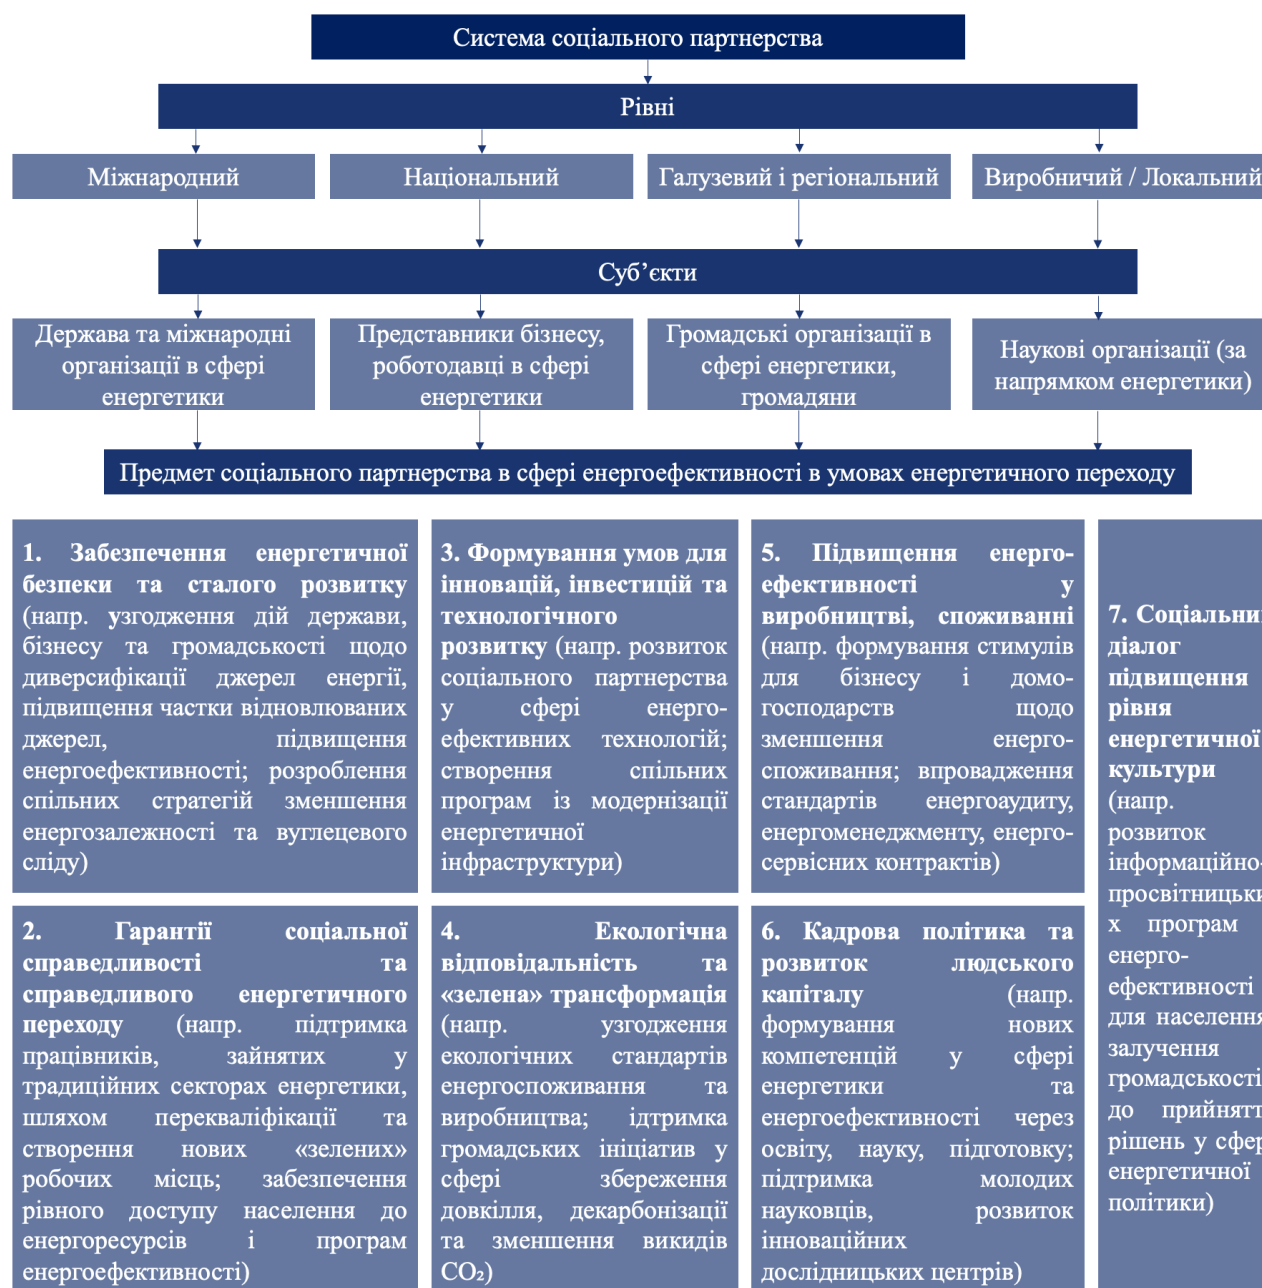 Система соціального партнерства
Рівні
Міжнародний
Національний
Галузевий і регіональний
Виробничий / Локальний
Суб’єкти
Держава та міжнародні
організації в сфері
енергетики
Представники бізнесу,
роботодавці в сфері
енергетики
Громадські організації в
сфері енергетики,
громадяни
Наукові організації (за
напрямком енергетики)
Предмет соціального партнерства в сфері енергоефективності в умовах енергетичного переходу
1. Забезпечення енергетичної
безпеки та сталого розвитку
(напр. узгодження дій держави,
бізнесу та громадськості щодо
диверсифікації джерел енергії,
підвищення частки відновлюваних
джерел, підвищення
енергоефективності; розроблення
спільних стратегій зменшення
енергозалежності та вуглецевого
сліду)
2. Гарантії соціальної
справедливості та
справедливого енергетичного
переходу (напр. підтримка
працівників, зайнятих у
традиційних секторах енергетики,
шляхом перекваліфікації та
створення нових «зелених»
робочих місць; забезпечення
рівного доступу населення до
енергоресурсів і програм
енергоефективності)
3. Формування умов для
інновацій, інвестицій та
технологічного
розвитку (напр. розвиток
соціального партнерства
у сфері енерго-
ефективних технологій;
створення спільних
програм із модернізації
енергетичної
інфраструктури)
4. Екологічна
відповідальність та
«зелена» трансформація
(напр. узгодження
екологічних стандартів
енергоспоживання та
виробництва; ідтримка
громадських ініціатив у
сфері збереження
довкілля, декарбонізації
та зменшення викидів
CO₂)
5. Підвищення енерго-
ефективності у
виробництві, споживанні
(напр. формування стимулів
для бізнесу і домо-
господарств щодо
зменшення енерго-
споживання; впровадження
стандартів енергоаудиту,
енергоменеджменту, енерго-
сервісних контрактів)
6. Кадрова політика та
розвиток людського
капіталу (напр.
формування нових
компетенцій у сфері
енергетики та
енергоефективності через
освіту, науку, підготовку;
підтримка молодих
науковців, розвиток
інноваційних
дослідницьких центрів)
7. Соціальни
діалог
підвищення
рівня
енергетичної
культури
(напр.
розвиток
інформаційно-
просвітницьки
х програм
енерго-
ефективності
для населення
залучення
громадськості
до прийнятт
рішень у сфер
енергетичної
політики)